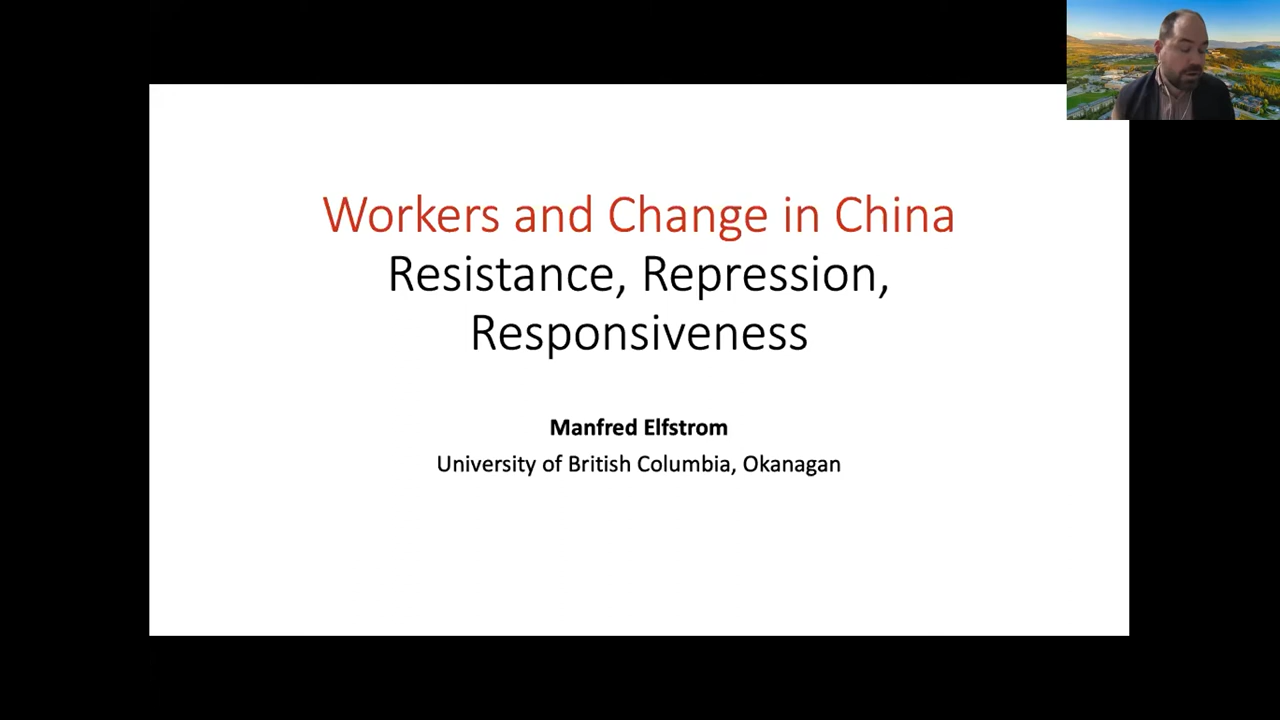 Workers and Change in China
Resistance, Repression,
Responsiveness
Manfred Elfstrom
University of British Columbia, Okanagan